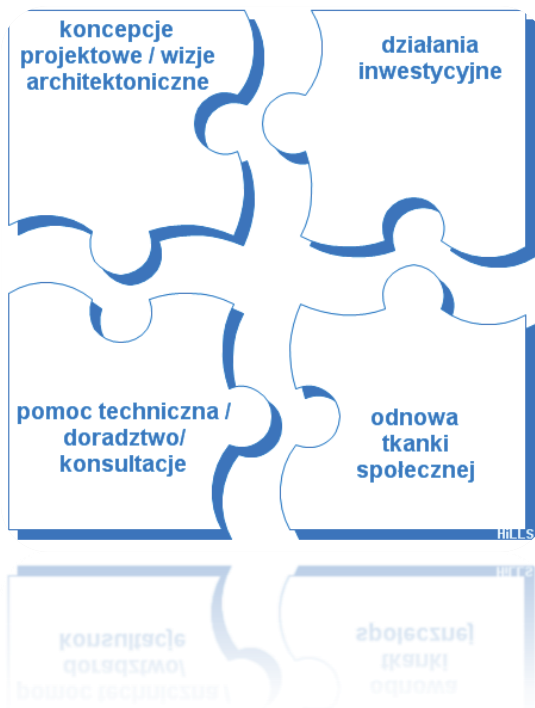 koncepcje
projektowe / wizje
architektoniczne
działania
inwestycyjne
pomoc techniczna /
doradztwo/
konsultacje
odnowa
tkanki
społecznej
HiLLS